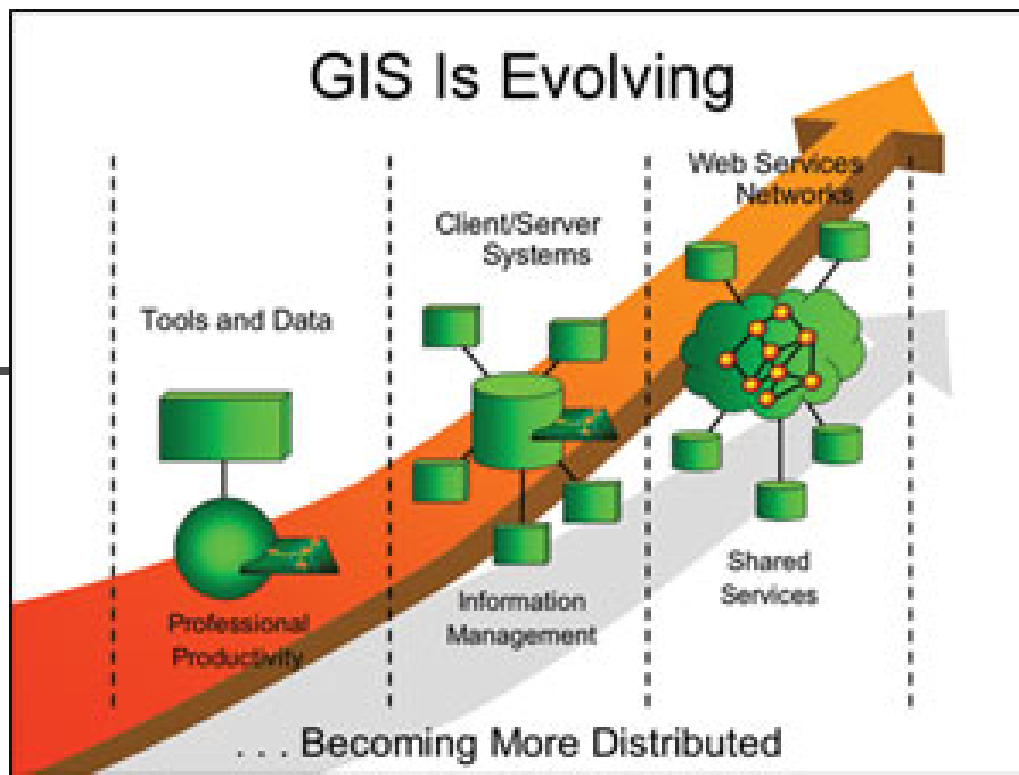 GIS Is Evolving
Web Services
Networks
Client/Server
Systems
Tools and Data
Professional
Productivity
Information
Management
Shared
Services
. . . Becoming More Distributed